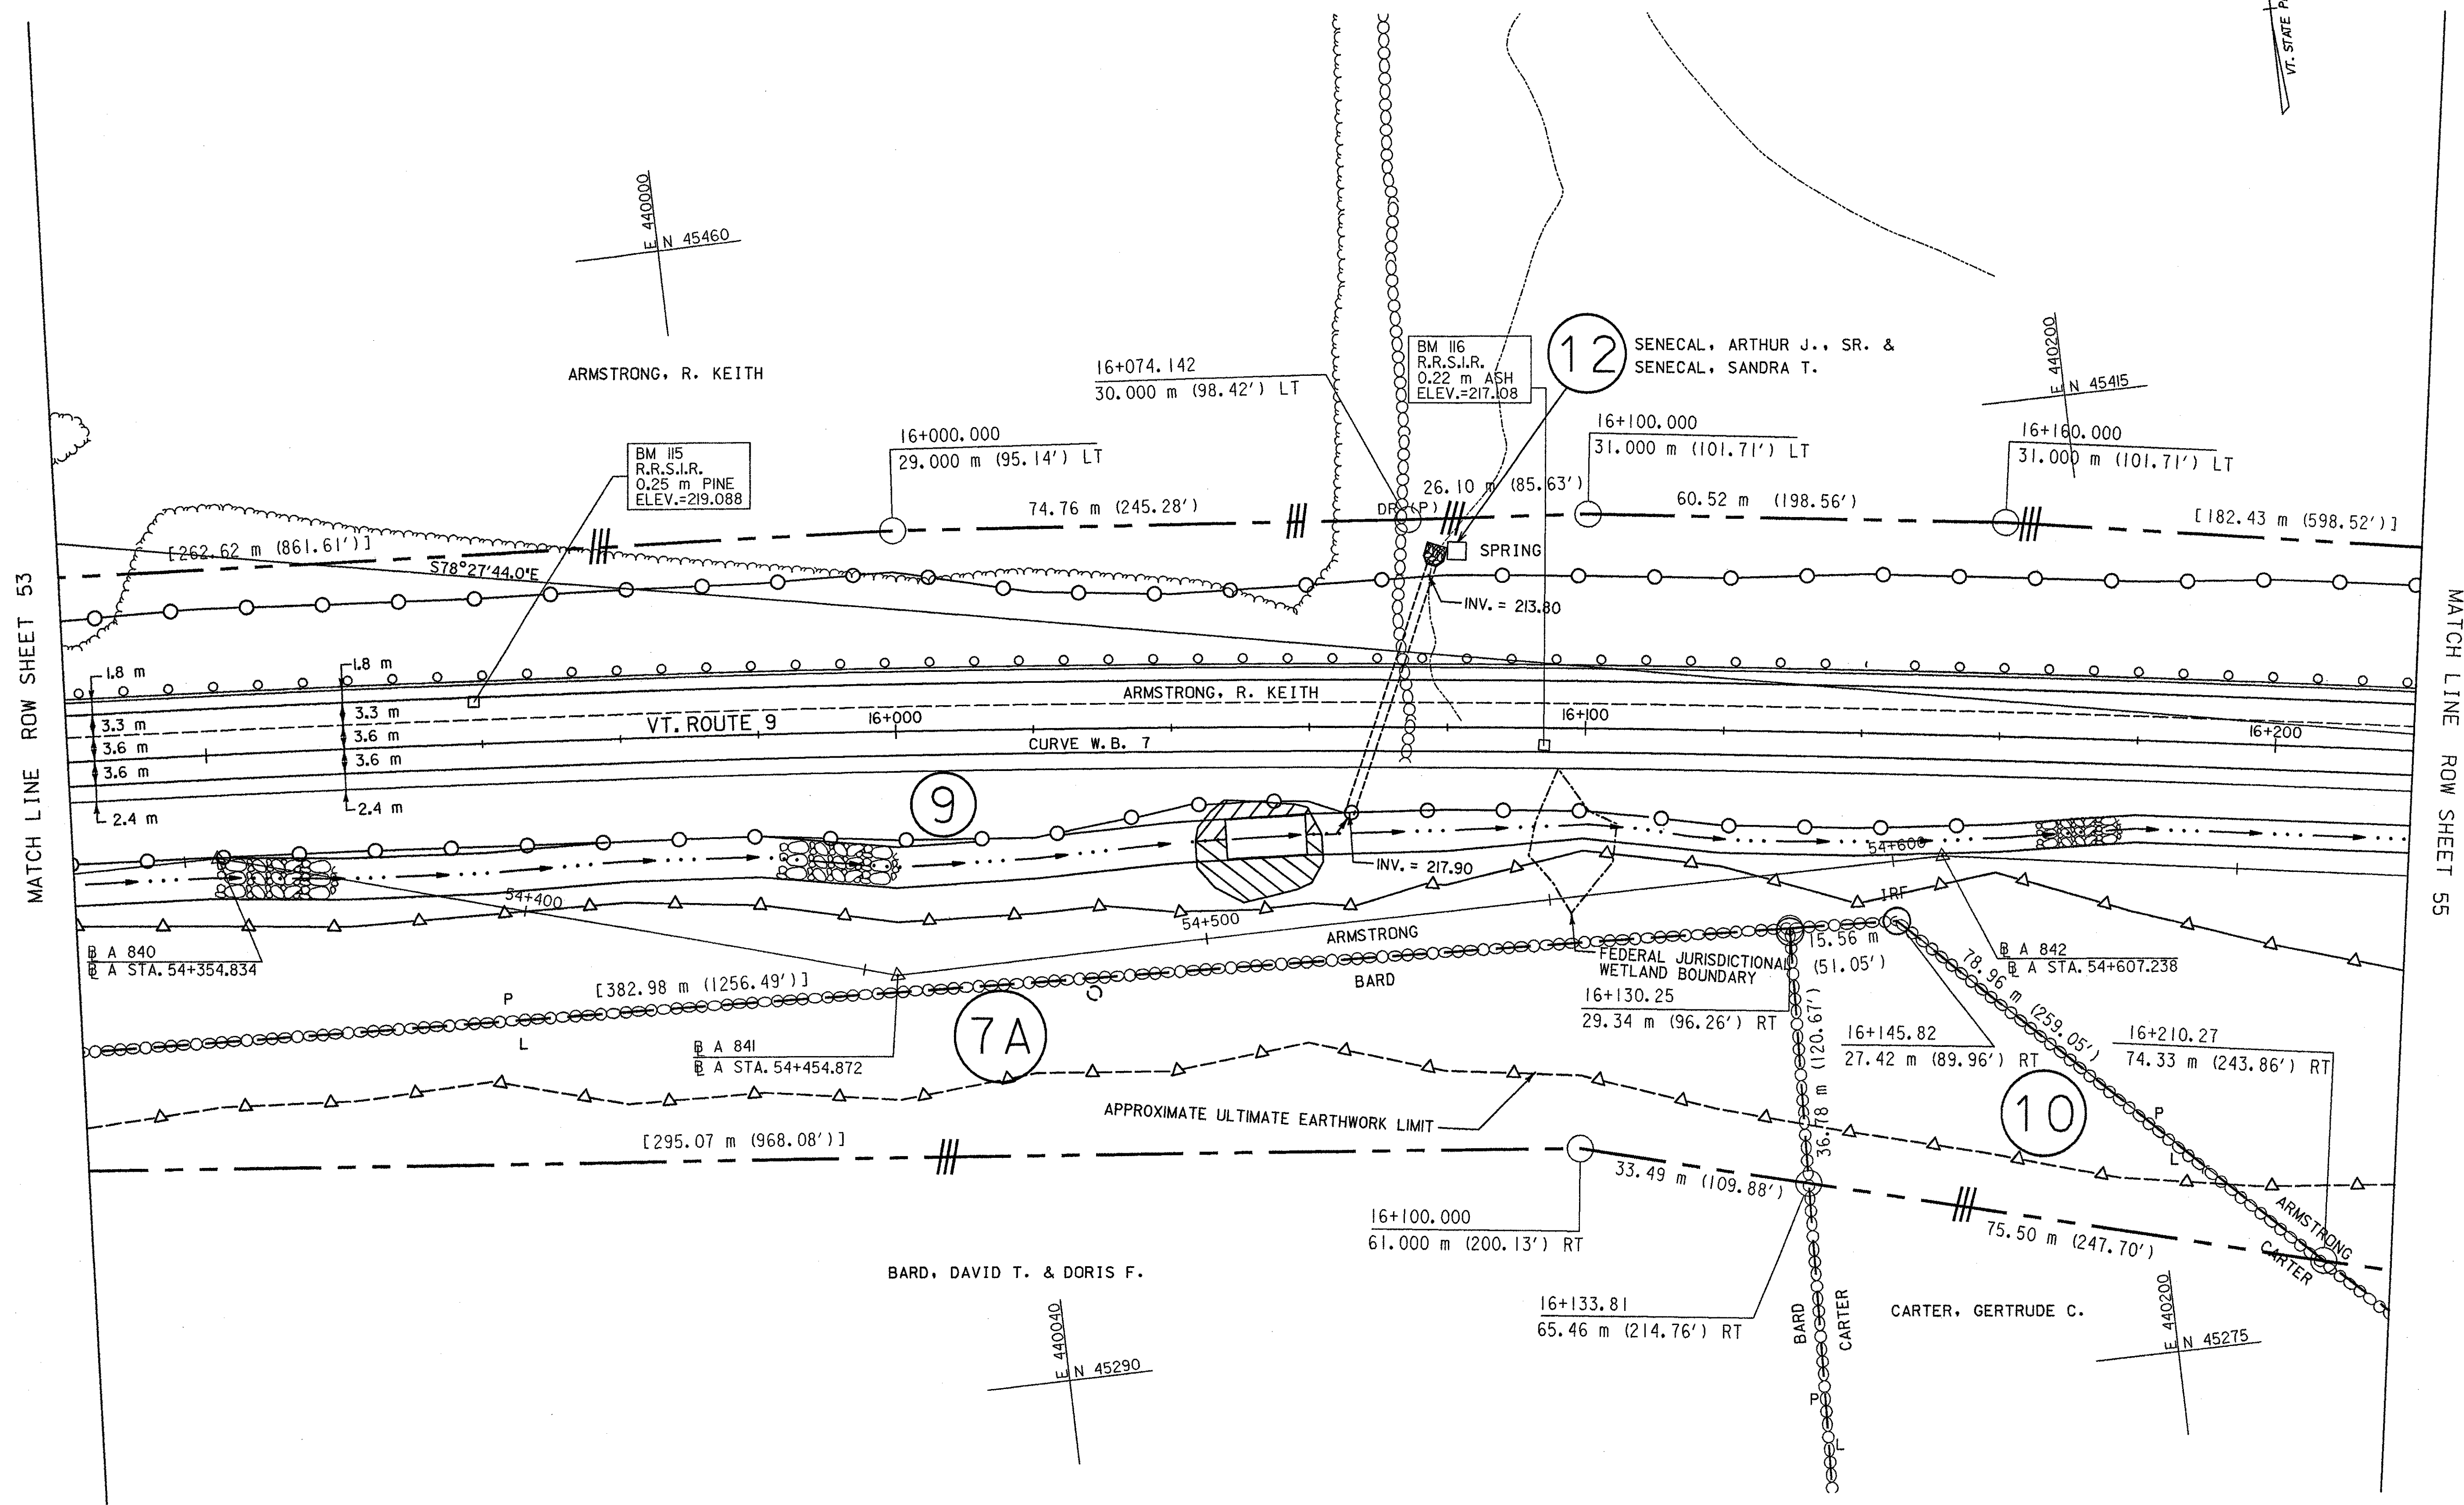 VT. STATE
MATCH LINE ROW SHEET 53
E 440000
N 45460
ARMSTRONG, R. KEITH
BM 115
R.R.S.I.R.
0.25 m PINE
ELEV.=219.088
16+000.000
29.000 m (95.14') LT
16+074.142
30.000 m (98.42') LT
BM 116
R.R.S.I.R.
0.22 m ASH
ELEV.=217.108
12
SENECAL, ARTHUR J., SR. &
SENECAL, SANDRA T.
E 440200
N 45415
16+100.000
31.000 m (101.71') LT
16+160.000
31.000 m (101.71') LT
[262.62 m (861.61')]
74.76 m (245.28')
26.10 m (85.63')
60.52 m (198.56')
[182.43 m (598.52')]
DR (P)
SPRING
S78°27'44.0"E
INV. = 213.80
1.8 m
3.3 m
3.6 m
3.6 m
2.4 m
1.8 m
3.3 m
3.6 m
3.6 m
2.4 m
ARMSTRONG, R. KEITH
VT. ROUTE 9
16+000
16+100
16+200
CURVE W.B. 7
9
INV. = 217.90
54+400
54+500
54+600
IRF
B A 840
B A STA. 54+354.834
ARMSTRONG
BARD
FEDERAL JURISDICTIONAL
WETLAND BOUNDARY
15.56 m
(51.05')
B A 842
B A STA. 54+607.238
[382.98 m (1256.49')]
P
L
7A
B A 841
B A STA. 54+454.872
16+130.25
29.34 m (96.26') RT
36.78 m (120.67')
16+145.82
27.42 m (89.96') RT
78.96 m (259.05')
16+210.27
74.33 m (243.86') RT
10
P
L
APPROXIMATE ULTIMATE EARTHWORK LIMIT
[295.07 m (968.08')]
33.49 m (109.88')
75.50 m (247.70')
ARMSTRONG
CARTER
16+100.000
61.000 m (200.13') RT
BARD, DAVID T. & DORIS F.
16+133.81
65.46 m (214.76') RT
BARD
CARTER
CARTER, GERTRUDE C.
E 440040
N 45290
E 440200
N 45275
P
L
MATCH LINE ROW SHEET 55